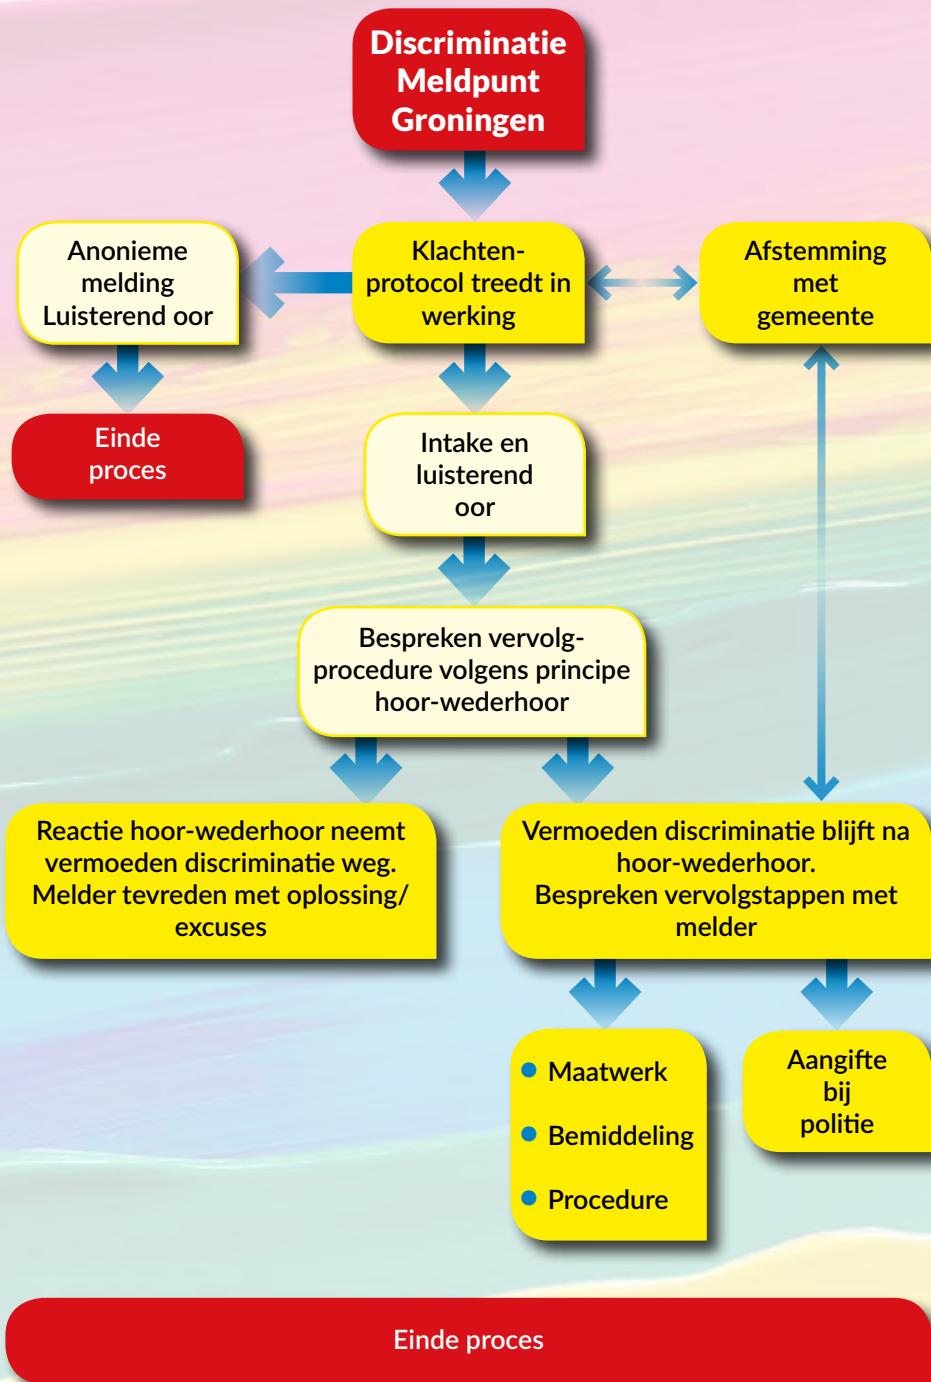 Discriminatie
Meldpunt
Groningen
Anonieme
melding
Luisterend oor
Klachten-
protocol treedt in
werking
Afstemming
met
gemeente
Einde
proces
Intake en
luisterend
oor
Bespreken vervolg-
procedure volgens principe
hoor-wederhoor
Reactie hoor-wederhoor neemt
vermoeden discriminatie weg.
Melder tevreden met oplossing/
excuses
Vermoeden discriminatie blijft na
hoor-wederhoor.
Bespreken vervolgstappen met
melder
• Maatwerk
• Bemiddeling
• Procedure
Aangifte
bij
politie
Einde proces